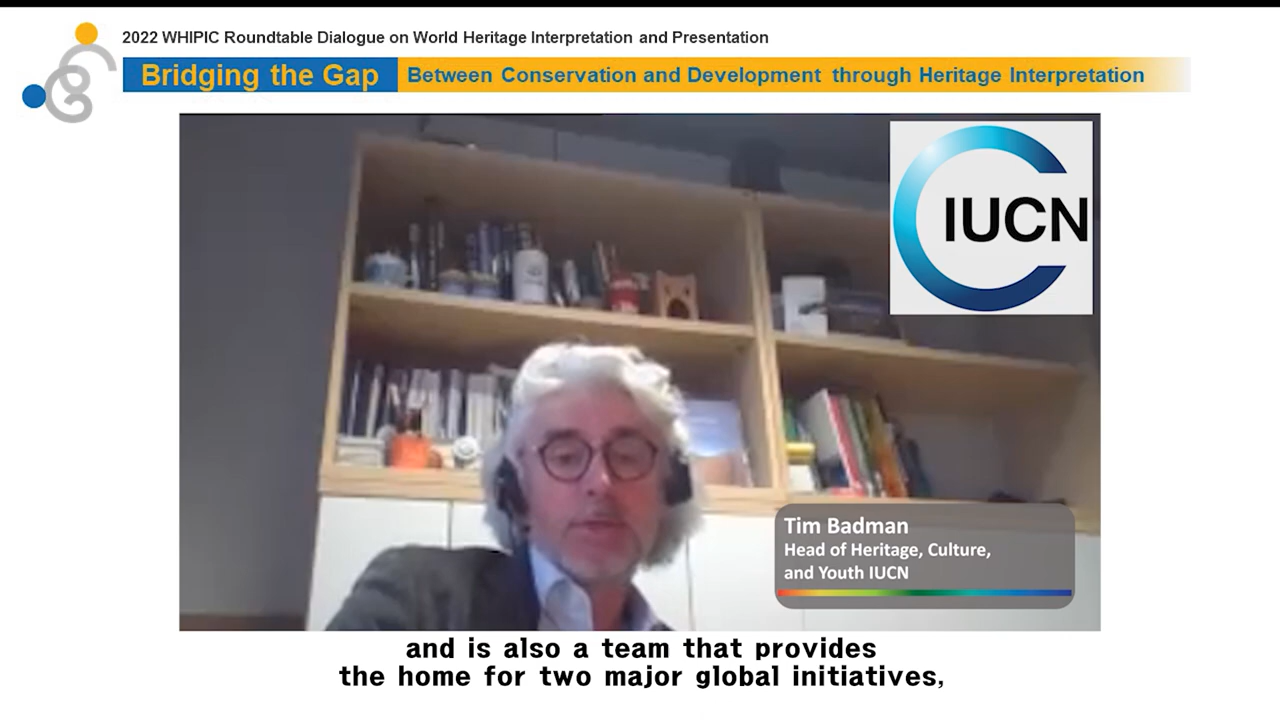 2022 WHIPIC Roundtable Dialogue on World Heritage Interpretation and Presentation
Bridging the Gap Between Conservation and Development through Heritage Interpretation
IUCN
Tim Badman
Head of Heritage, Culture,
and Youth IUCN
and is also a team that provides
the home for two major global initiatives,